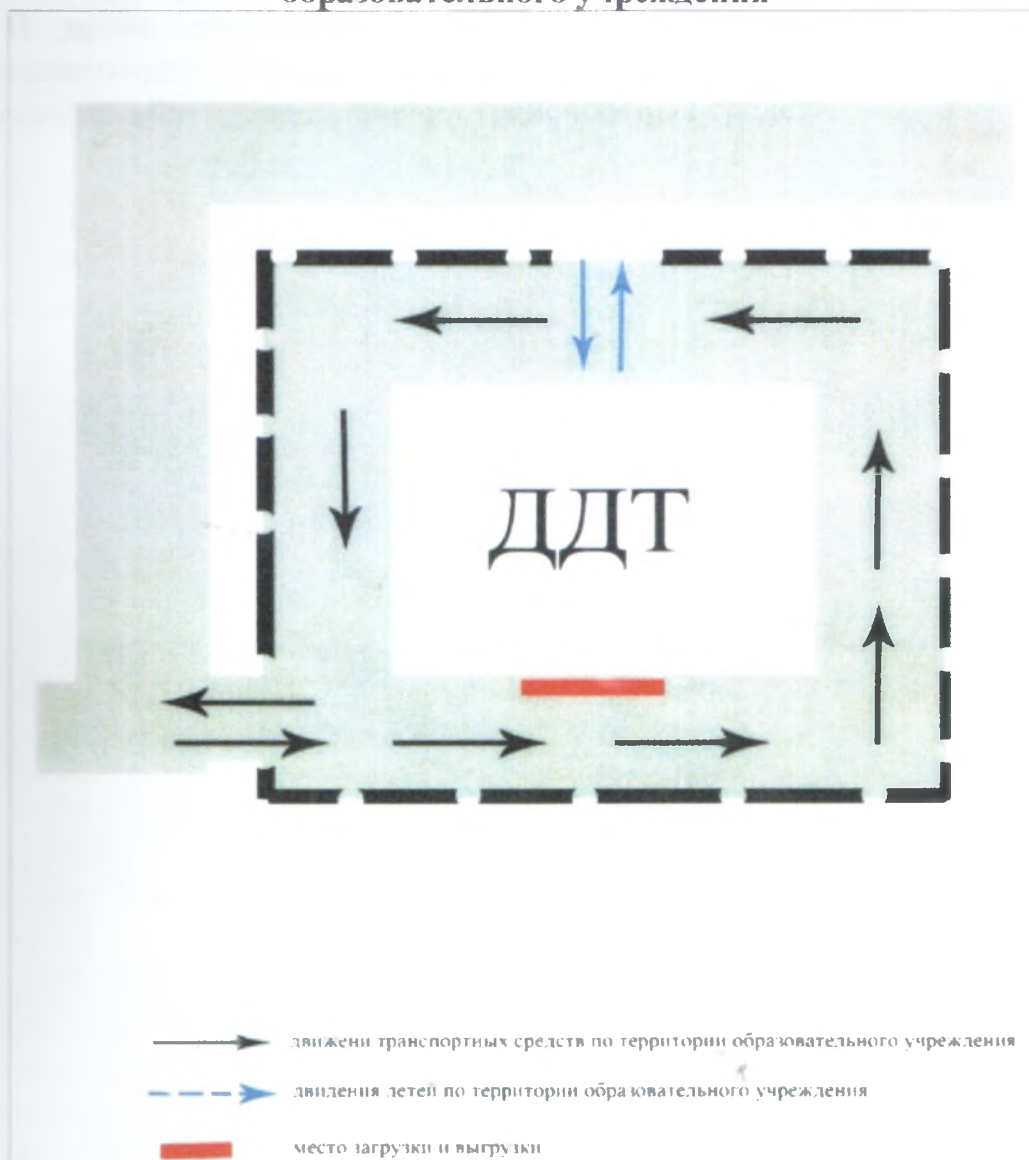 образовательного учреждения
ДДТ
движени транспортных средств по территории образовательного учреждения
двидения детей по территории образовательного учреждения
место загрузки и выгрузки